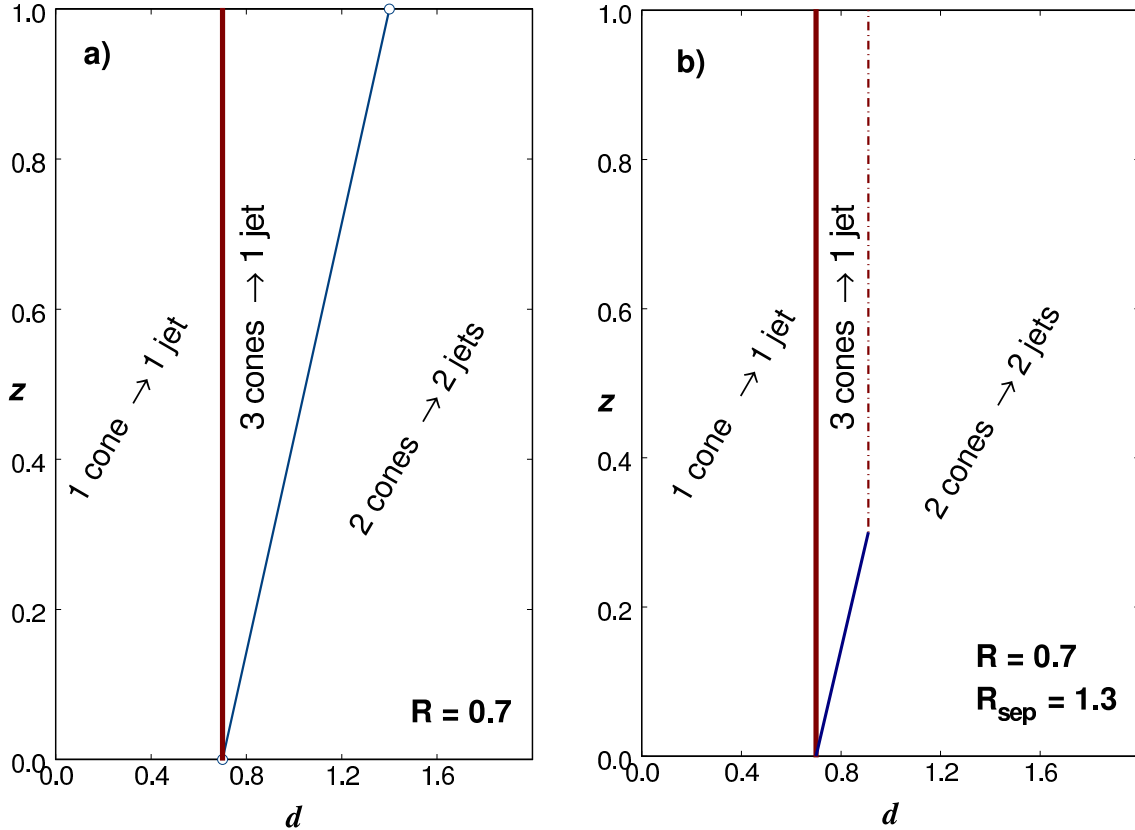 a)
1.0
0.8
0.6
0.4
0.2
0.0
z
0.0
0.4
0.8
1.2
1.6
d
1 cone → 1 jet
3 cones → 1 jet
2 cones → 2 jets
R = 0.7
b)
1.0
0.8
0.6
0.4
0.2
0.0
z
0.0
0.4
0.8
1.2
1.6
d
1 cone → 1 jet
3 cones → 1 jet
2 cones → 2 jets
R = 0.7
R_sep = 1.3